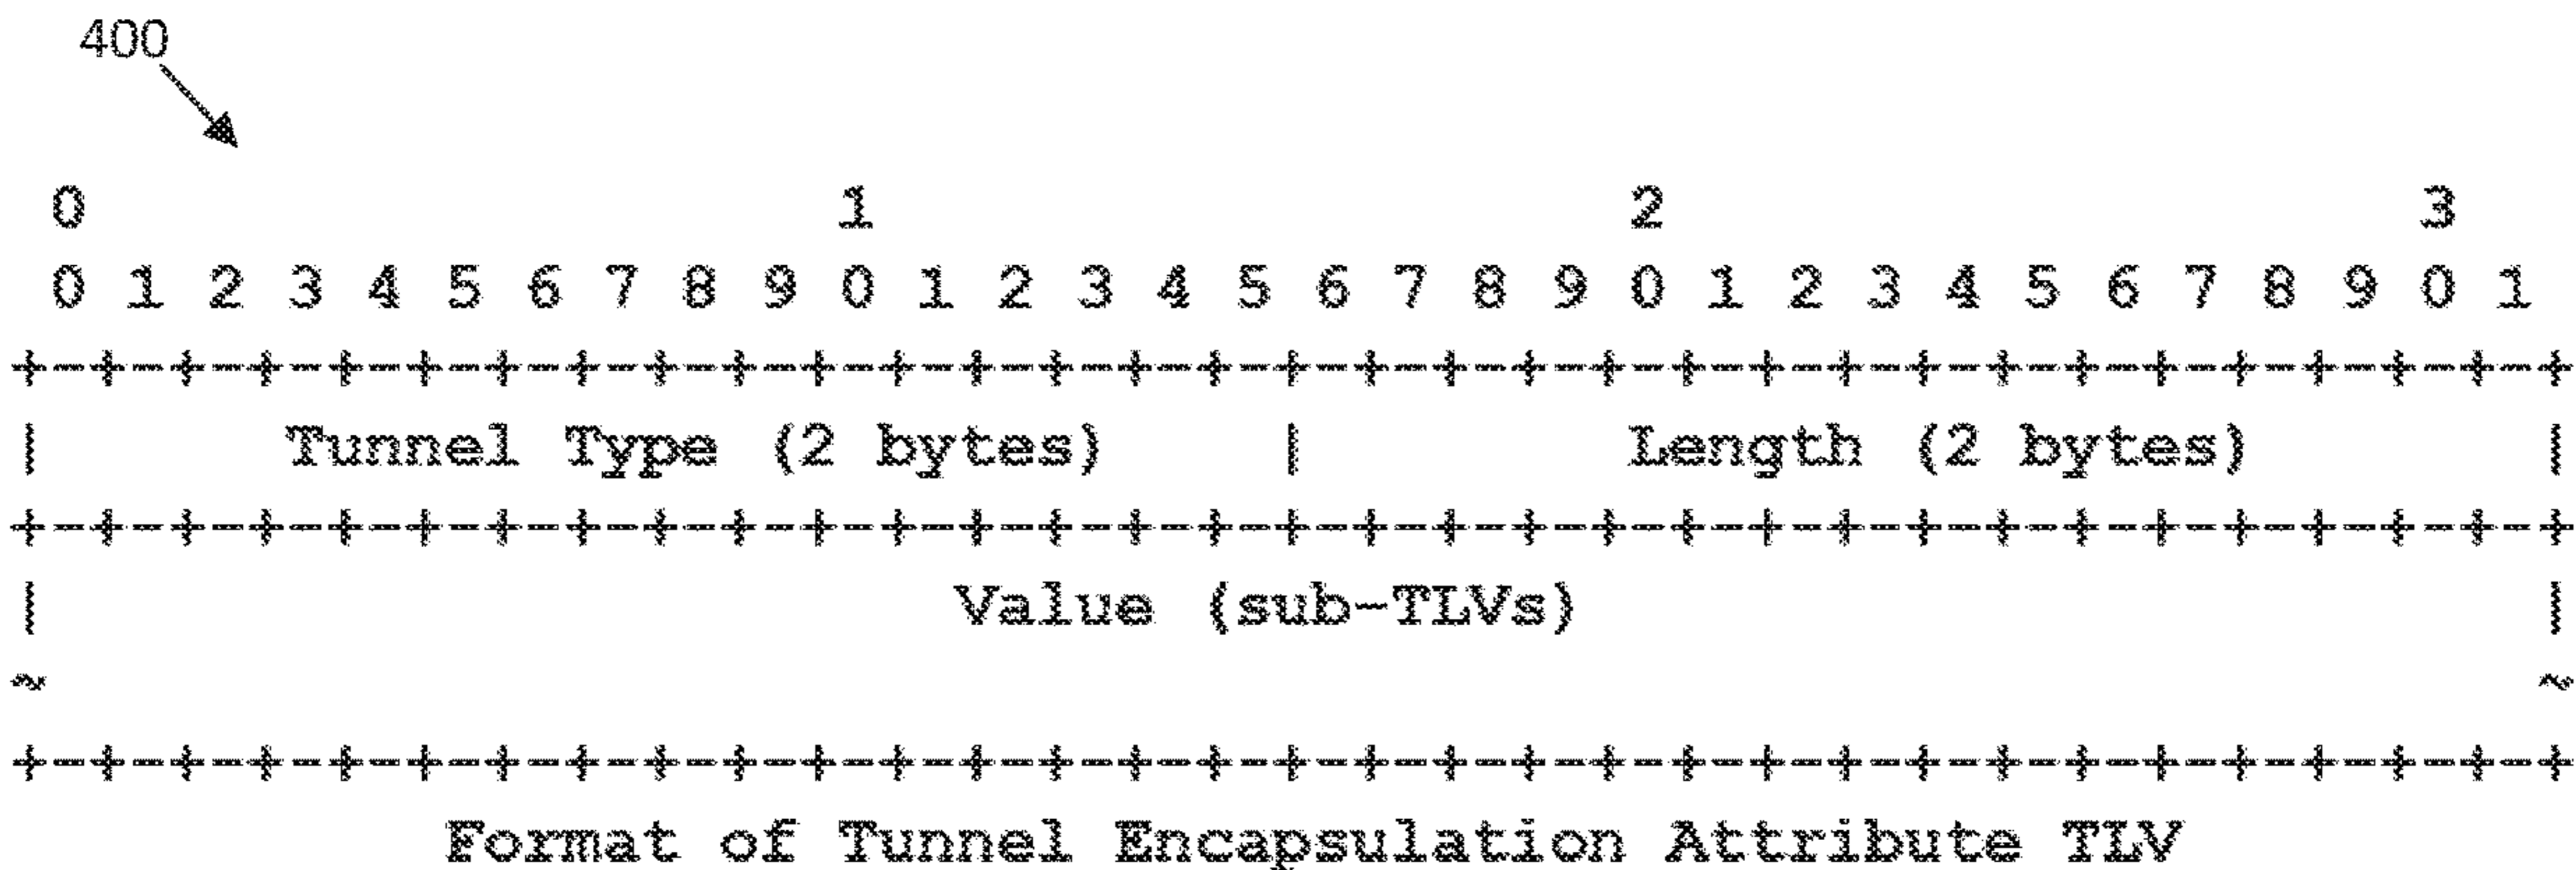 400
0                   1                   2                   3
0 1 2 3 4 5 6 7 8 9 0 1 2 3 4 5 6 7 8 9 0 1 2 3 4 5 6 7 8 9 0 1
+-+-+-+-+-+-+-+-+-+-+-+-+-+-+-+-+-+-+-+-+-+-+-+-+-+-+-+-+-+-+-+-+
|      Tunnel Type (2 bytes)    |        Length (2 bytes)       |
+-+-+-+-+-+-+-+-+-+-+-+-+-+-+-+-+-+-+-+-+-+-+-+-+-+-+-+-+-+-+-+-+
|                       Value (sub-TLVs)                        |
~                                                               ~
+-+-+-+-+-+-+-+-+-+-+-+-+-+-+-+-+-+-+-+-+-+-+-+-+-+-+-+-+-+-+-+-+
Format of Tunnel Encapsulation Attribute TLV